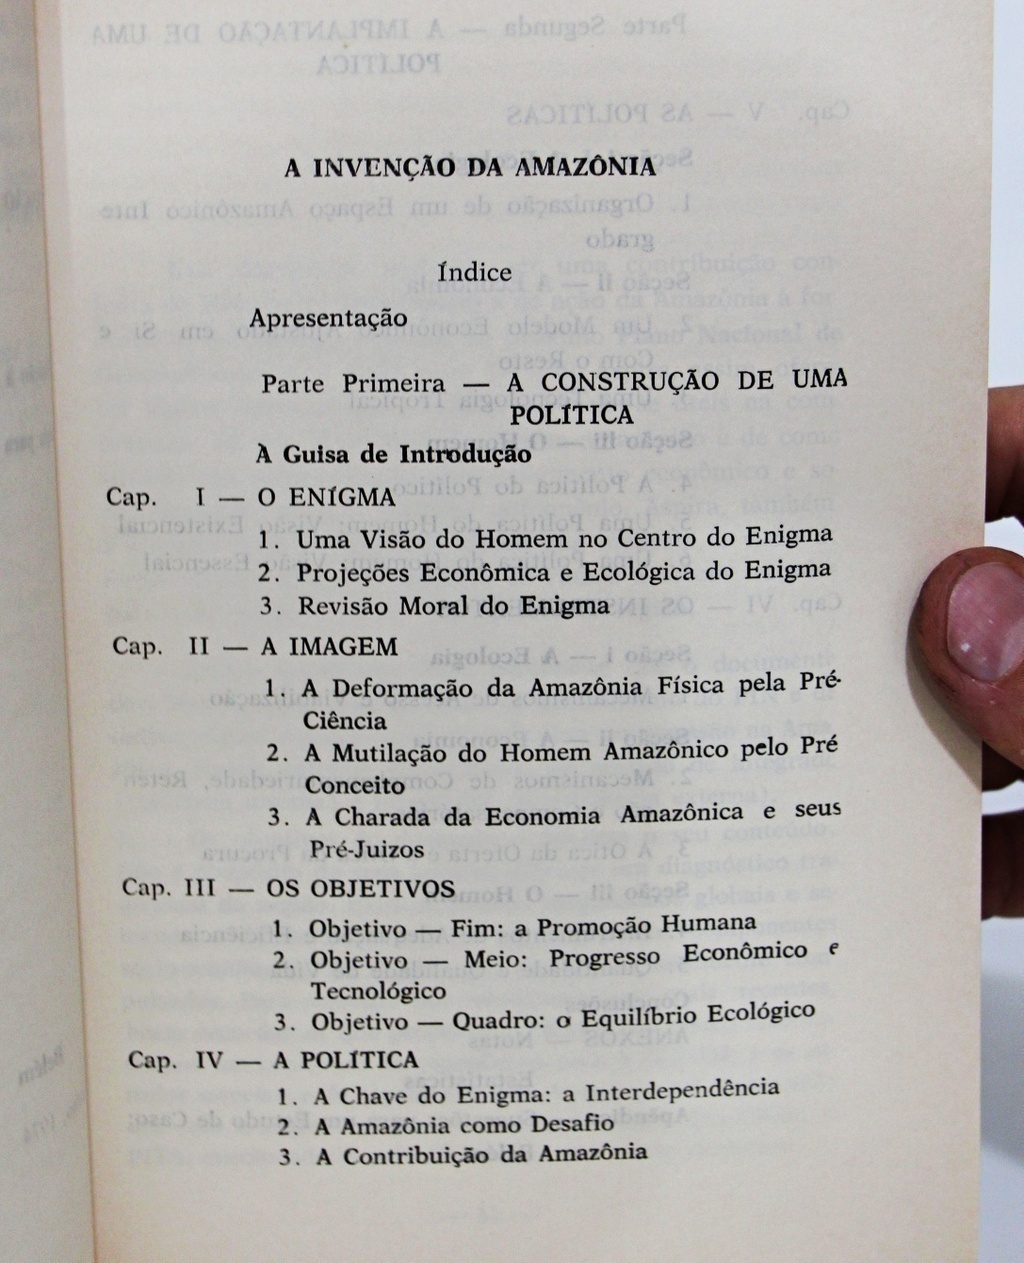 A INVENÇÃO DA AMAZÔNIA
Índice
Apresentação
Parte Primeira — A CONSTRUÇÃO DE UMA
POLÍTICA
À Guisa de Introdução
Cap. I — O ENÍGMA
1. Uma Visão do Homem no Centro do Enigma
2. Projeções Econômica e Ecológica do Enigma
3. Revisão Moral do Enigma
Cap. II — A IMAGEM
1. A Deformação da Amazônia Física pela Pré-
Ciência
2. A Mutilação do Homem Amazônico pelo Pré
Conceito
3. A Charada da Economia Amazônica e seus
Pré-Juizos
Cap. III — OS OBJETIVOS
1. Objetivo — Fim: a Promoção Humana
2. Objetivo — Meio: Progresso Econômico e
Tecnológico
3. Objetivo — Quadro: o Equilíbrio Ecológico
Cap. IV — A POLÍTICA
1. A Chave do Enigma: a Interdependência
2. A Amazônia como Desafio
3. A Contribuição da Amazônia